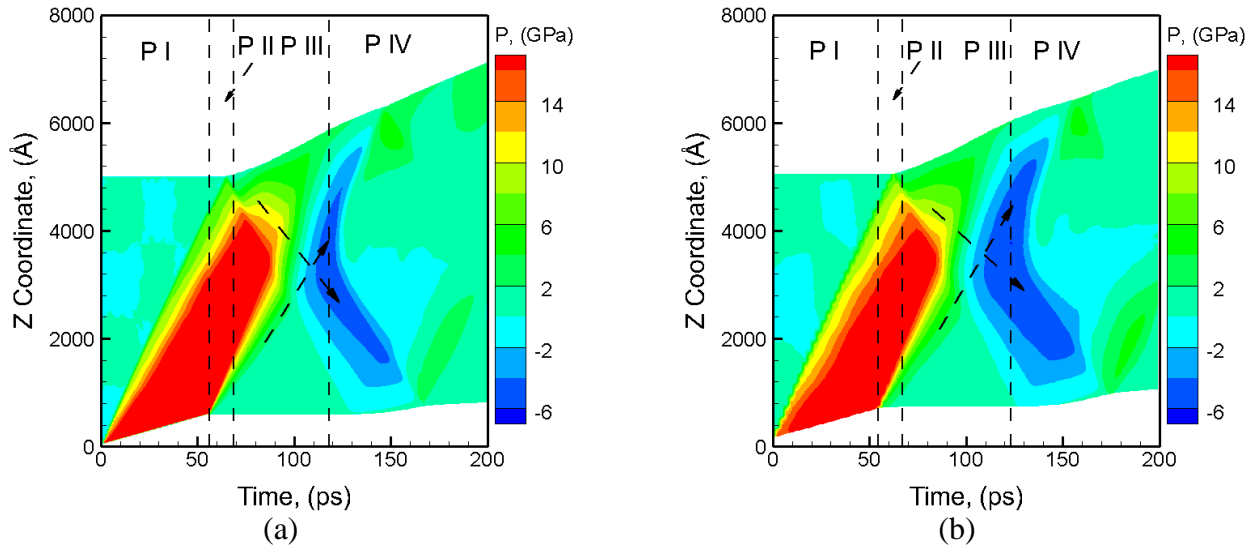 8000
6000
4000
2000
0
Z Coordinate, (Å)
P I
P II
P III
P IV
P, (GPa)
14
10
6
2
-2
-6
0
50
100
150
200
Time, (ps)
(a)
8000
6000
4000
2000
0
Z Coordinate, (Å)
P I
P II
P III
P IV
P, (GPa)
14
10
6
2
-2
-6
0
50
100
150
200
Time, (ps)
(b)